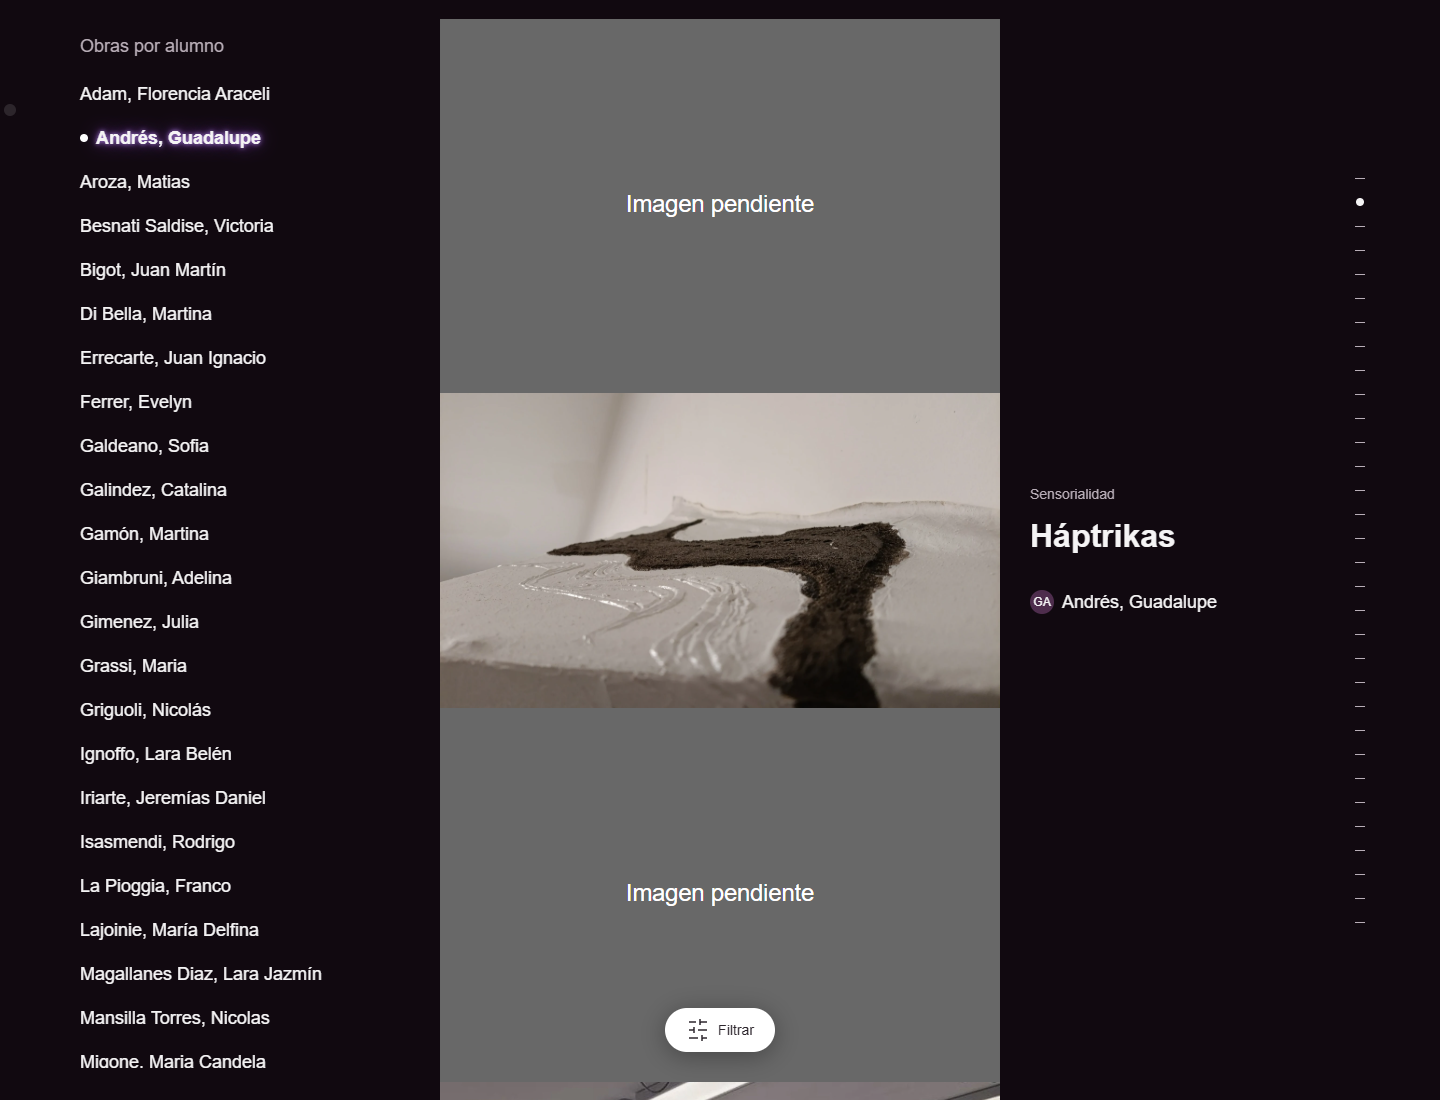 Obras por alumno
Adam, Florencia Araceli
Andrés, Guadalupe
Aroza, Matias
Besnati Saldise, Victoria
Bigot, Juan Martín
Di Bella, Martina
Errecarte, Juan Ignacio
Ferrer, Evelyn
Galdeano, Sofia
Galindez, Catalina
Gamón, Martina
Giambruni, Adelina
Gimenez, Julia
Grassi, Maria
Griguoli, Nicolás
Ignoffo, Lara Belén
Iriarte, Jeremías Daniel
Isasmendi, Rodrigo
La Pioggia, Franco
Lajoinie, María Delfina
Magallanes Diaz, Lara Jazmín
Mansilla Torres, Nicolas
Migone, Maria Candela
Imagen pendiente
Imagen pendiente
Filtrar
Sensorialidad
Háptrikas
GA Andrés, Guadalupe